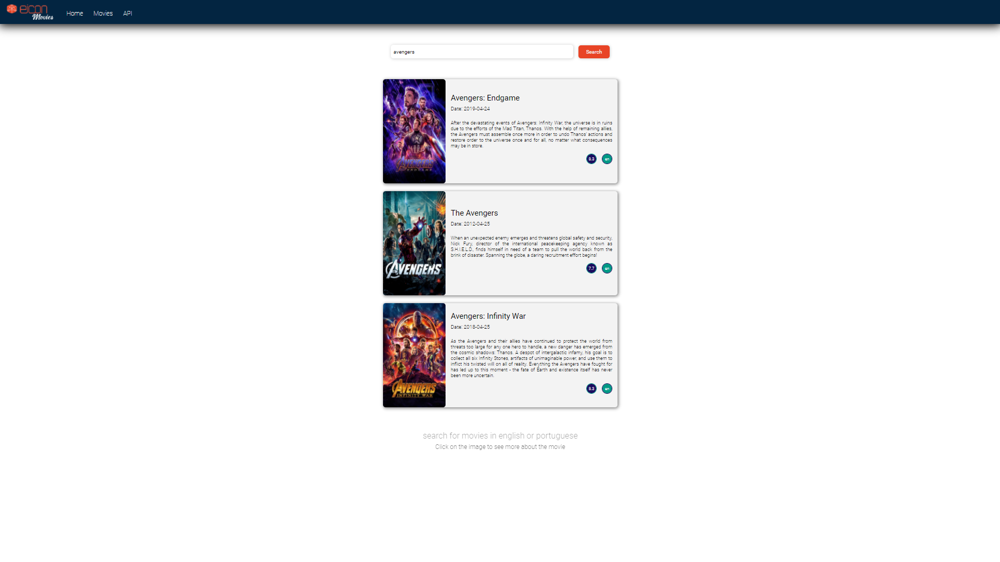 eicon
Movies
Home
Movies
API
avengers
Search
AVENGERS
ENDGAME
Avengers: Endgame
Date: 2019-04-24
After the devastating events of Avengers: Infinity War, the universe is in ruins
due to the efforts of the Mad Titan, Thanos. With the help of remaining allies,
the Avengers must assemble once more in order to undo Thanos' actions and
restore order to the universe once and for all, no matter what consequences
may be in store.
8.3
en
AVENGERS
The Avengers
Date: 2012-04-25
When an unexpected enemy emerges and threatens global safety and security,
Nick Fury, director of the international peacekeeping agency known as
S.H.I.E.L.D., finds himself in need of a team to pull the world back from the
brink of disaster. Spanning the globe, a daring recruitment effort begins!
7.7
en
AVENGERS
INFINITY WAR
Avengers: Infinity War
Date: 2018-04-25
As the Avengers and their allies have continued to protect the world from
threats too large for any one hero to handle, a new danger has emerged from
the cosmic shadows: Thanos. A despot of intergalactic infamy, his goal is to
collect all six Infinity Stones, artifacts of unimaginable power, and use them to
inflict his twisted will on all of reality. Everything the Avengers have fought for
has led up to this moment - the fate of Earth and existence itself has never
been more uncertain.
8.3
en
search for movies in english or portuguese
Click on the image to see more about the movie